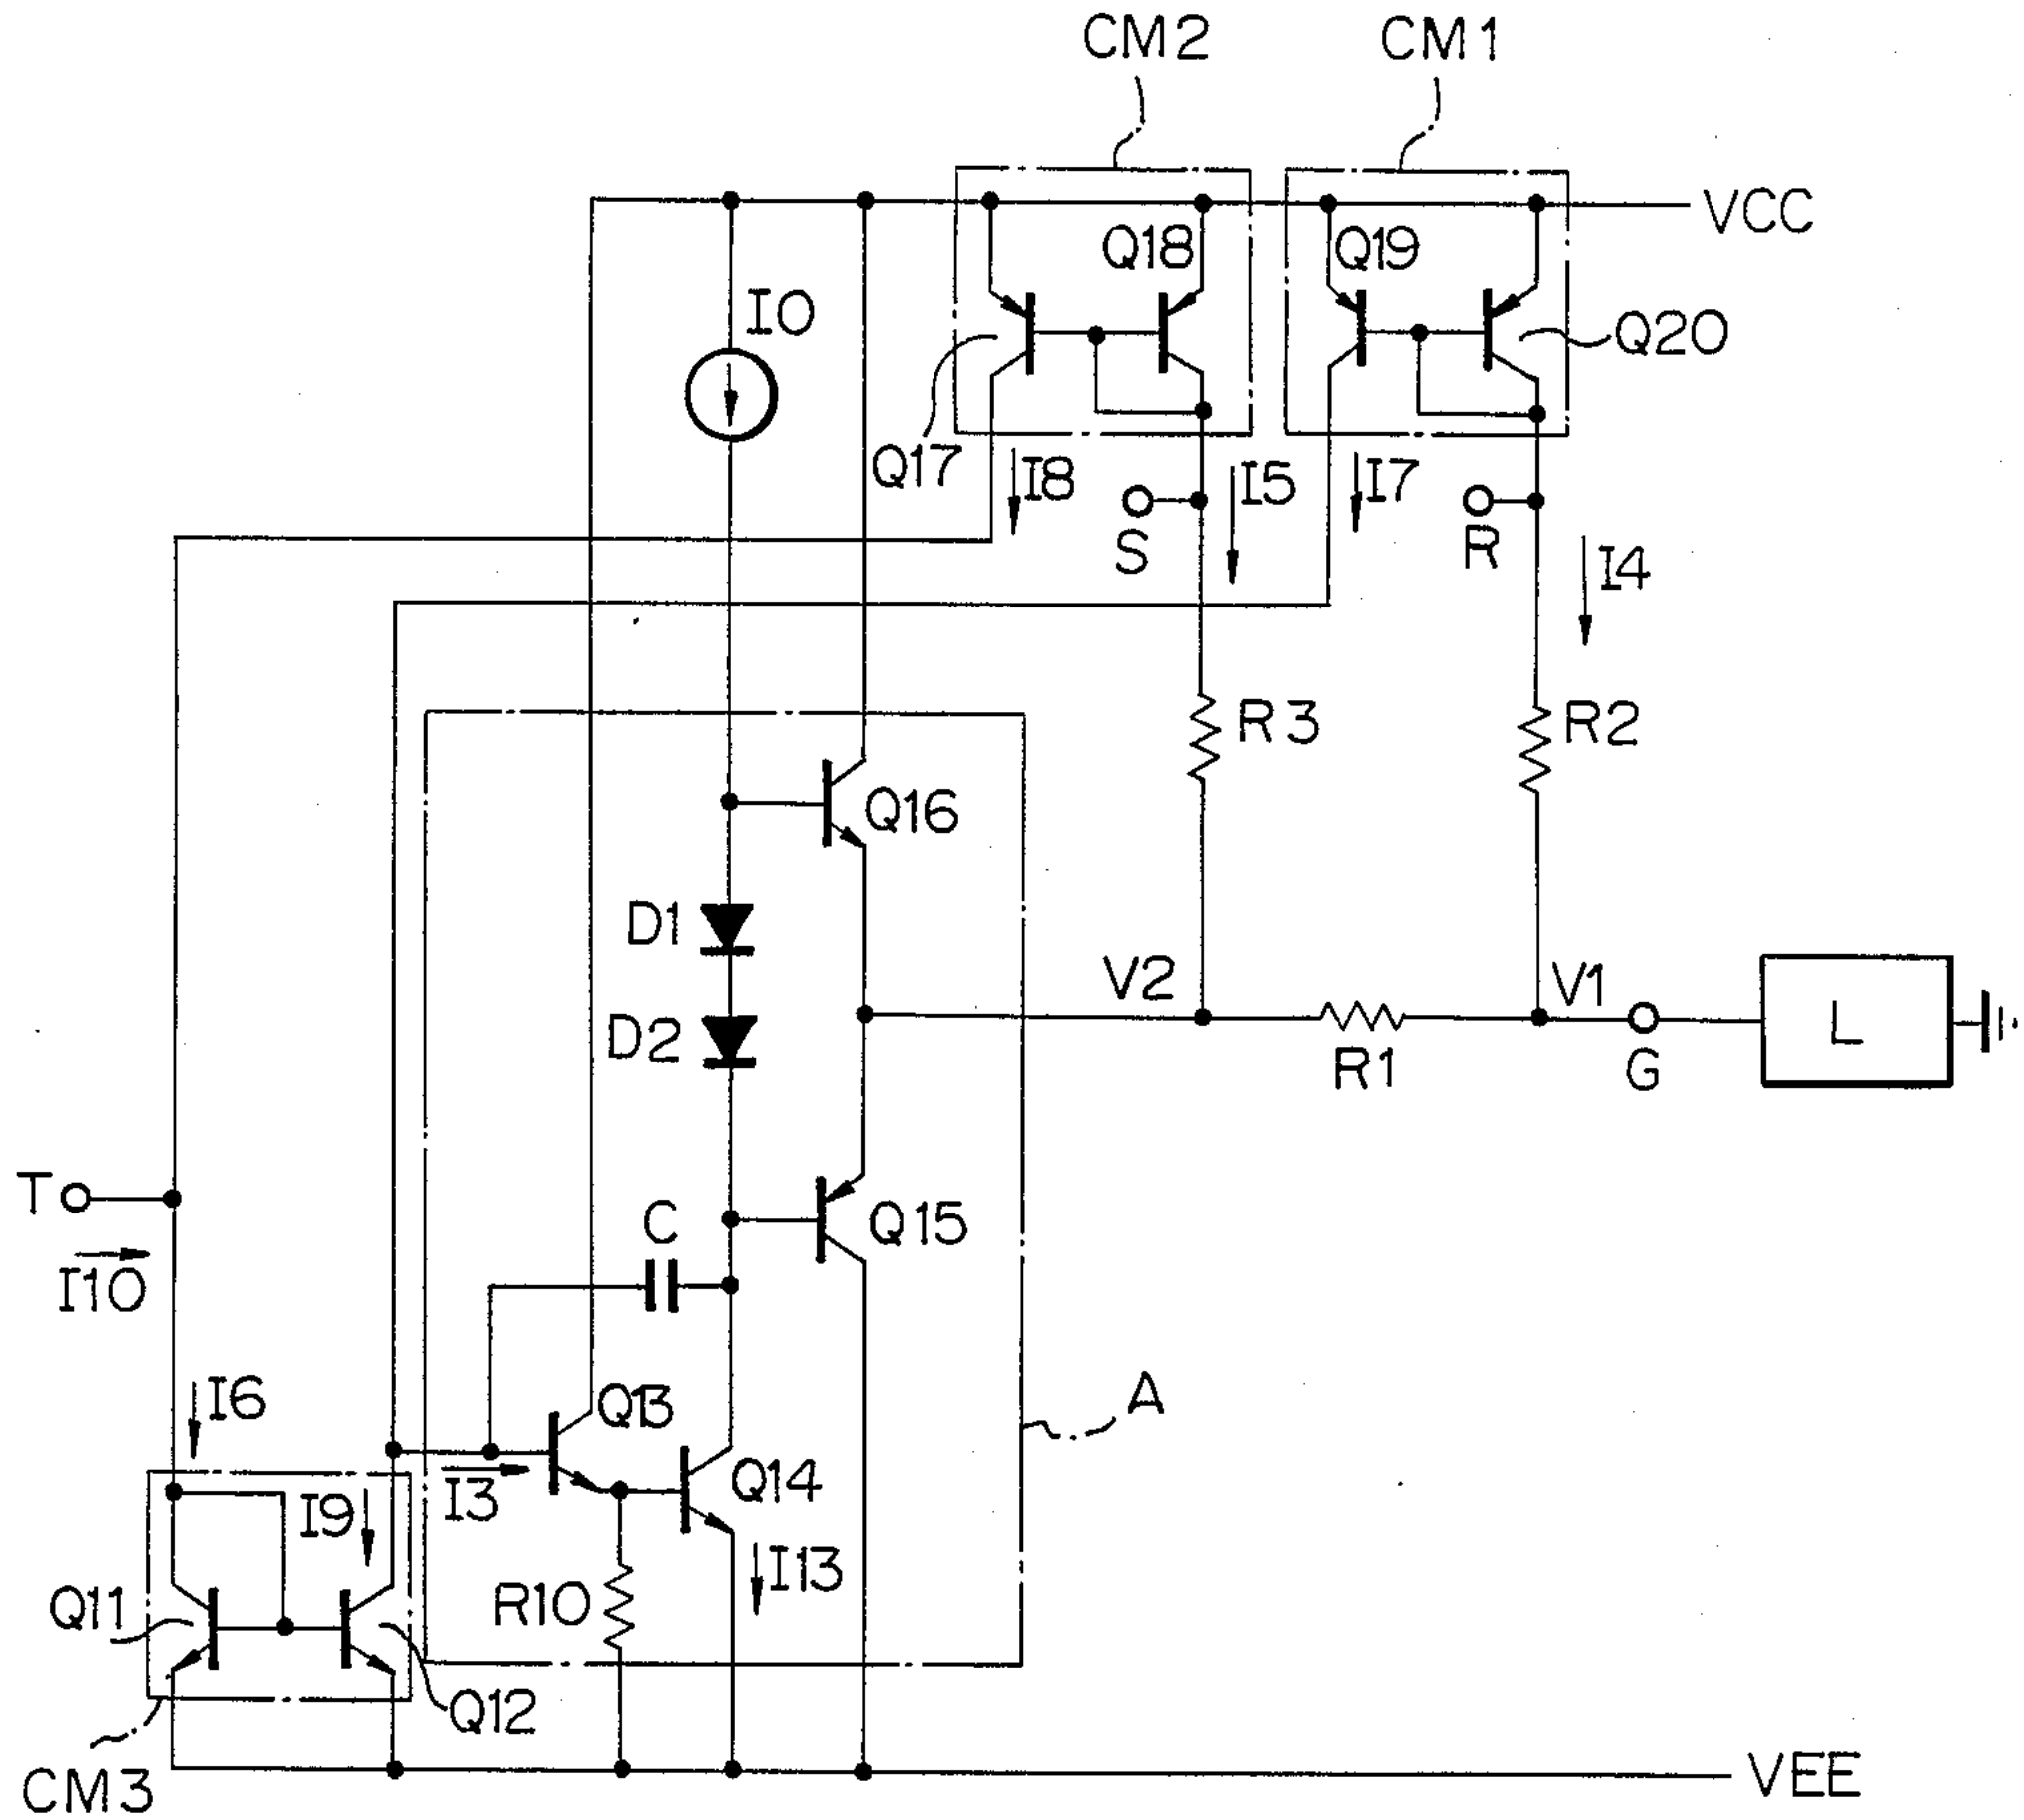 CM2
CM1
VCC
Q18
Q19
I0
Q20
Q17
I8
I5
I7
S
R
I4
R3
R2
Q16
D1
V2
V1
D2
R1
G
L
T
C
Q15
I10
I6
Q13
A
I3
Q14
I9
I13
Q11
R10
Q12
CM3
VEE